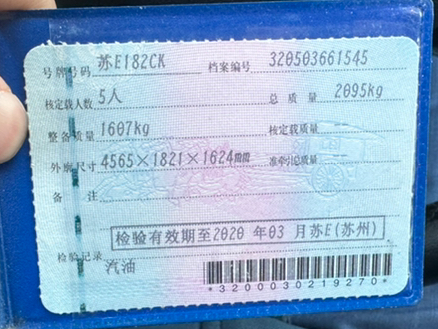 号牌号码 苏E182CK 档案编号 320503661545
核定载人数 5人 总 质 量 2095kg
整备质量 1607kg 核定载质量
外廓尺寸 4565×1821×1624mm 准牵引总质量
备 注
检验有效期至2020 年03 月苏E(苏州)
检验记录
汽油
*3200030219270*